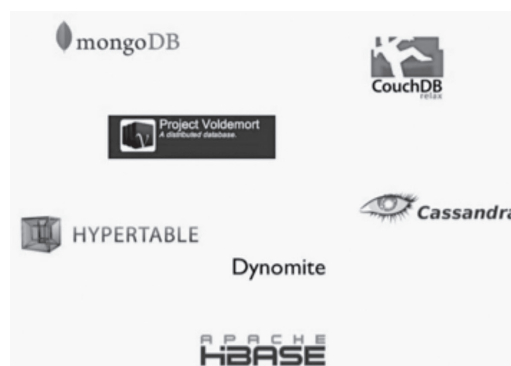 mongoDB
CouchDB
relax
Project Voldemort
A distributed database.
Cassandra
HYPERTABLE
Dynomite
APACHE
HBASE